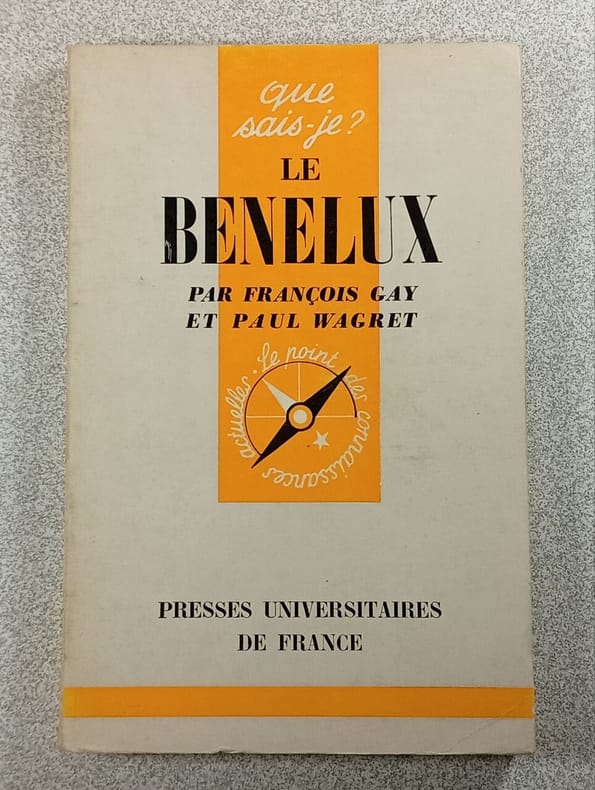 que
sais-je?
LE
BENELUX
PAR FRANÇOIS GAY
ET PAUL WAGRET
Le point des connaissances actuelles.
PRESSES UNIVERSITAIRES
DE FRANCE